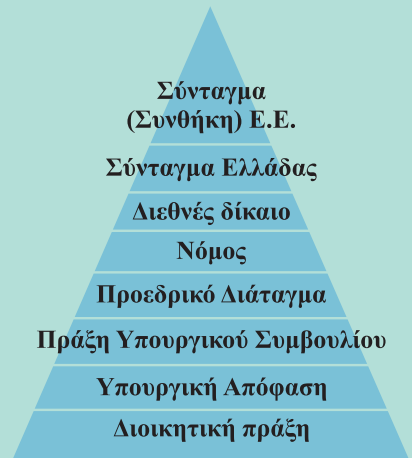 Σύνταγμα
(Συνθήκη) Ε.Ε.
Σύνταγμα Ελλάδας
Διεθνές δίκαιο
Νόμος
Προεδρικό Διάταγμα
Πράξη Υπουργικού Συμβουλίου
Υπουργική Απόφαση
Διοικητική πράξη